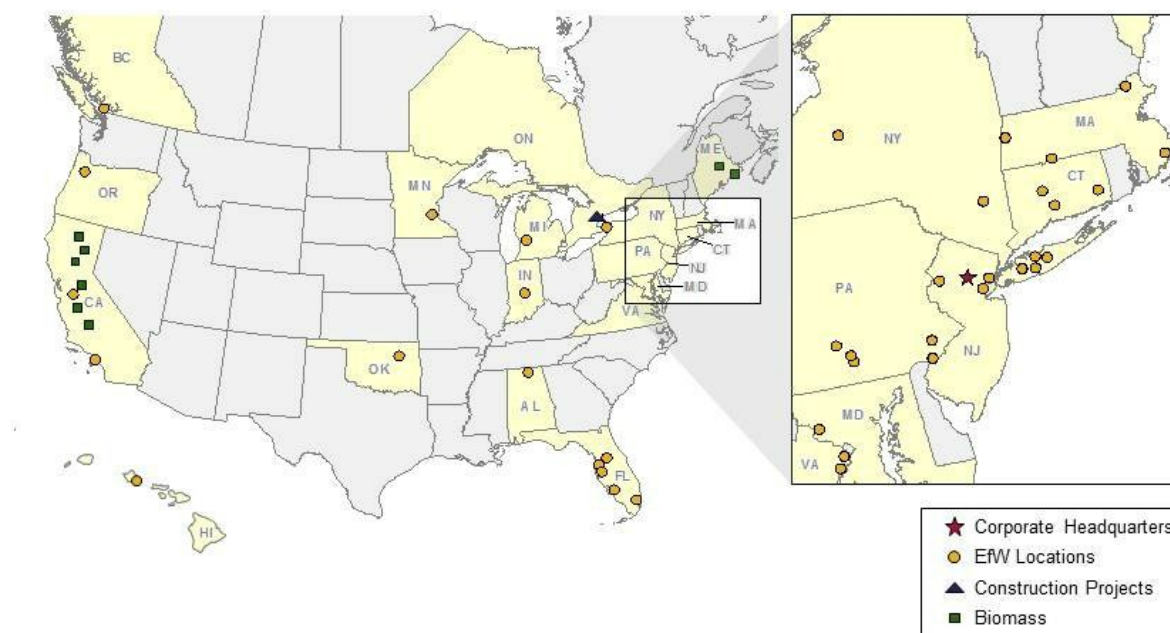 BC
ON
ME
OR
MN
NY
MI
MA
PA
CT
IN
NJ
MD
CA
VA
OK
AL
FL
HI
NY
MA
CT
PA
NJ
MD
VA
Corporate Headquarters
EfW Locations
Construction Projects
Biomass